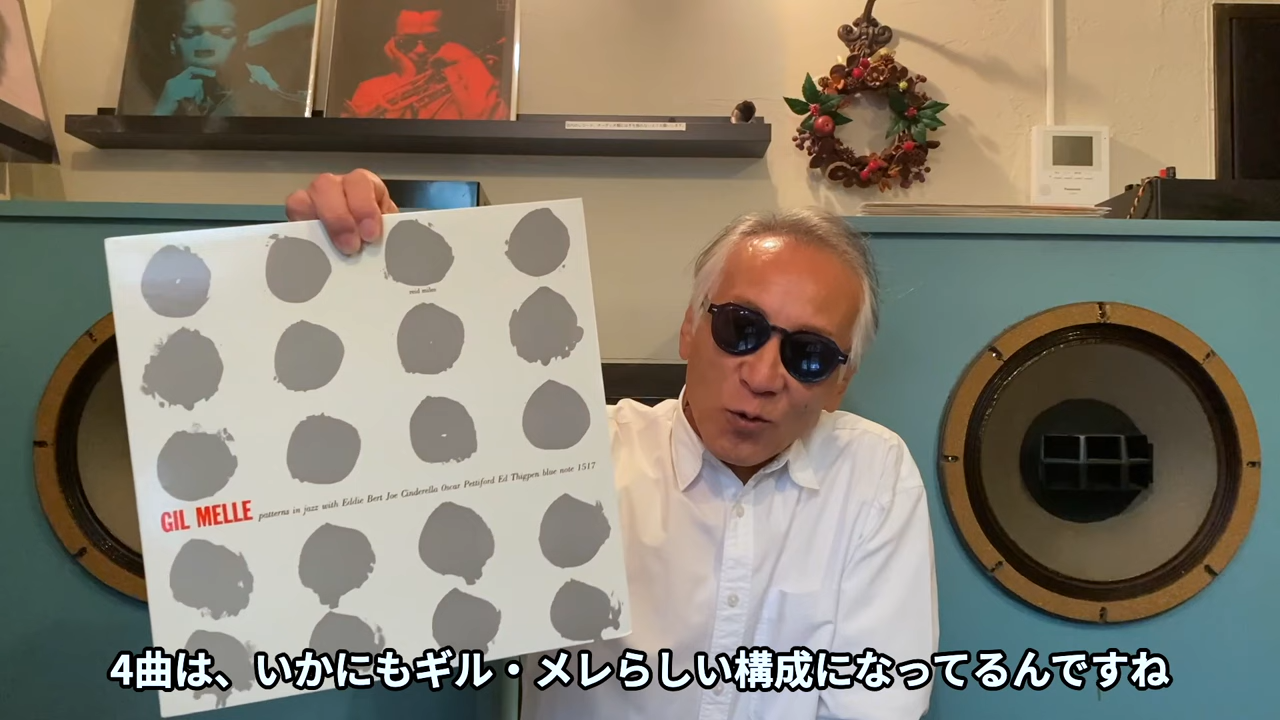 reid miles
GIL MELLE patterns in jazz with Eddie Bert Joe Cinderella Oscar Pettiford Ed Thigpen blue note 1517
Panasonic
4曲は、いかにもギル・メレらしい構成になってるんですね